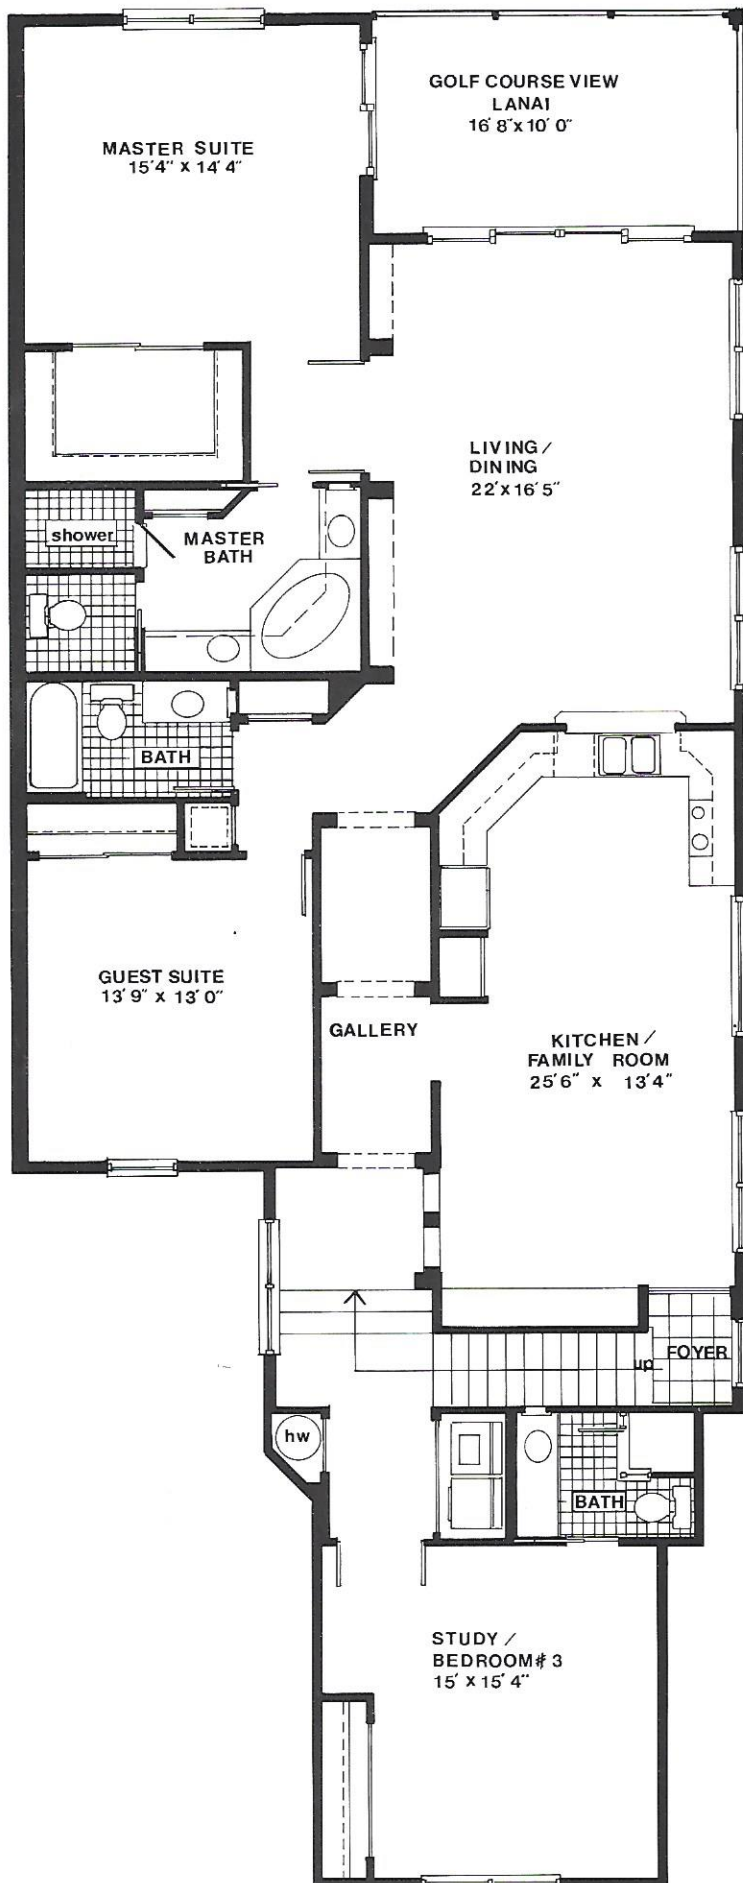 GOLF COURSE VIEW
LANAI
16' 8" x 10' 0"
MASTER SUITE
15'4" x 14'4"
LIVING /
DINING
22' x 16' 5"
shower
MASTER
BATH
BATH
GUEST SUITE
13'9" x 13'0"
GALLERY
KITCHEN /
FAMILY ROOM
25'6" x 13'4"
up
FOYER
hw
BATH
STUDY /
BEDROOM # 3
15' x 15'4"